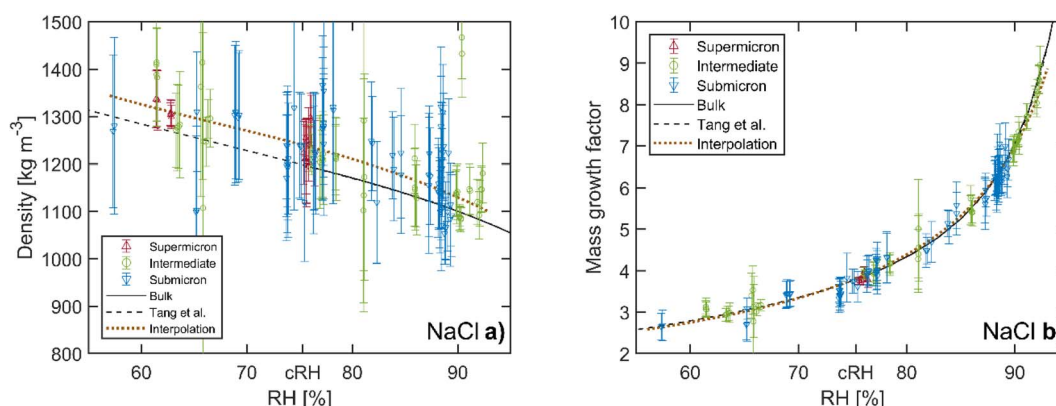 1500
1400
1300
1200
1100
1000
900
800
Density [kg m⁻³]
Supermicron
Intermediate
Submicron
Bulk
Tang et al.
Interpolation
NaCl a)
60 70 cRH 80 90
RH [%]
10
9
8
7
6
5
4
3
2
Mass growth factor
Supermicron
Intermediate
Submicron
Bulk
Tang et al.
Interpolation
NaCl b
60 70 cRH 80 90
RH [%]